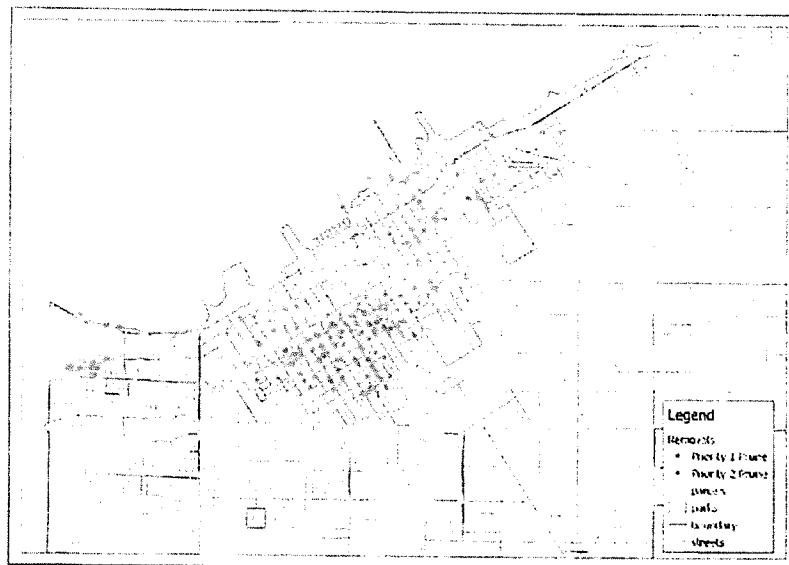 Legend
Removals
Priority 1 Prune
Priority 2 Prune
parcels
parks
boundary
streets